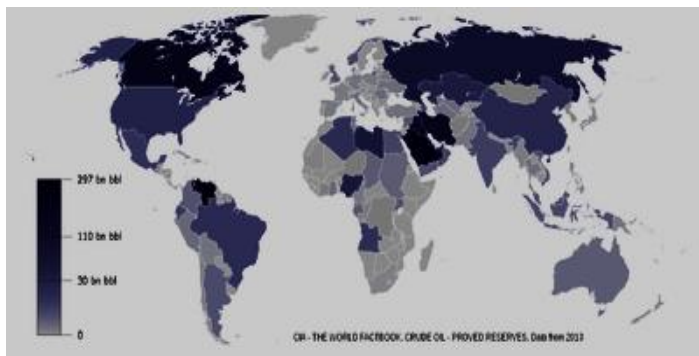 297 bn bbl
110 bn bbl
30 bn bbl
0
CIA - THE WORLD FACTBOOK, CRUDE OIL - PROVED RESERVES, Data from 2013